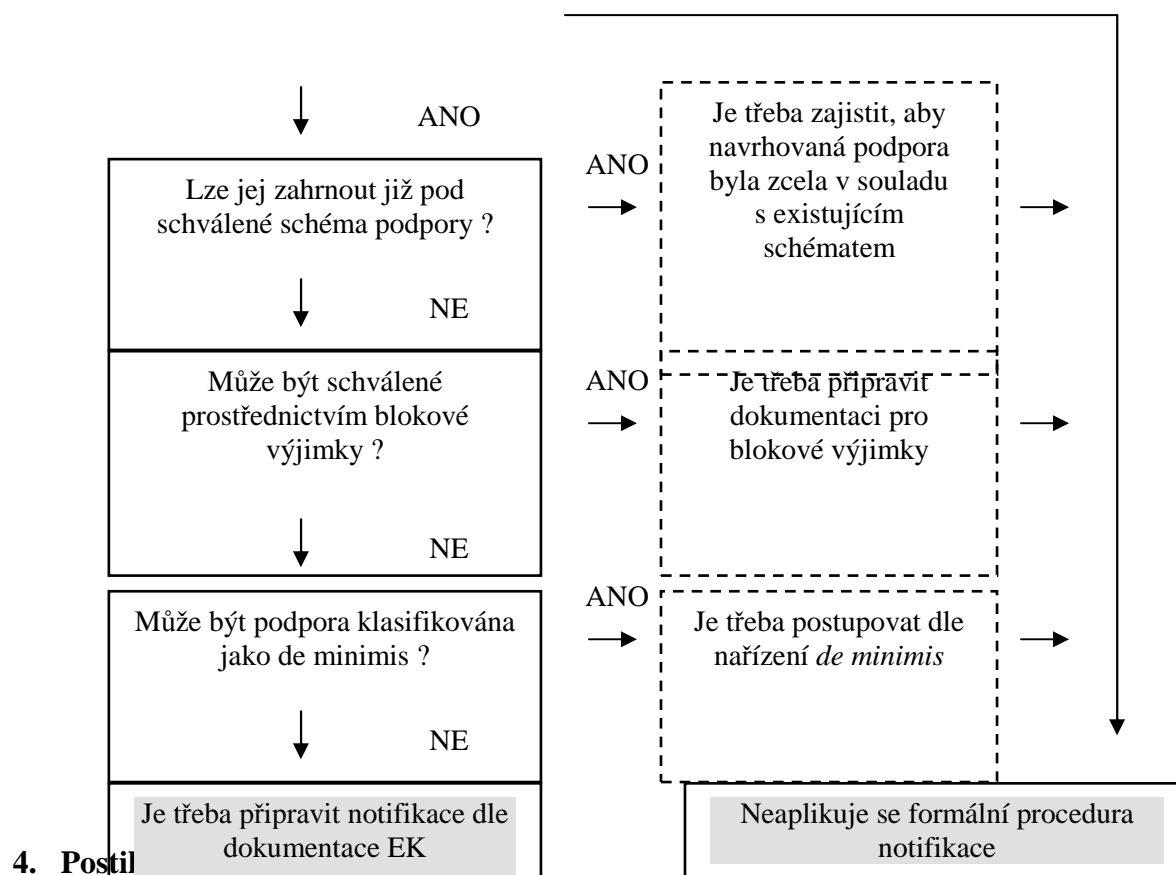 ANO
Lze jej zahrnout již pod
schválené schéma podpory ?
NE
ANO
Je třeba zajistit, aby
navrhovaná podpora
byla zcela v souladu
s existujícím
schématem
Může být schválené
prostřednictvím blokové
výjimky ?
NE
ANO
Je třeba připravit
dokumentaci pro
blokové výjimky
Může být podpora klasifikována
jako de minimis ?
NE
ANO
Je třeba postupovat dle
nařízení de minimis
Je třeba připravit notifikace dle
dokumentace EK
Neaplikuje se formální procedura
notifikace
4.